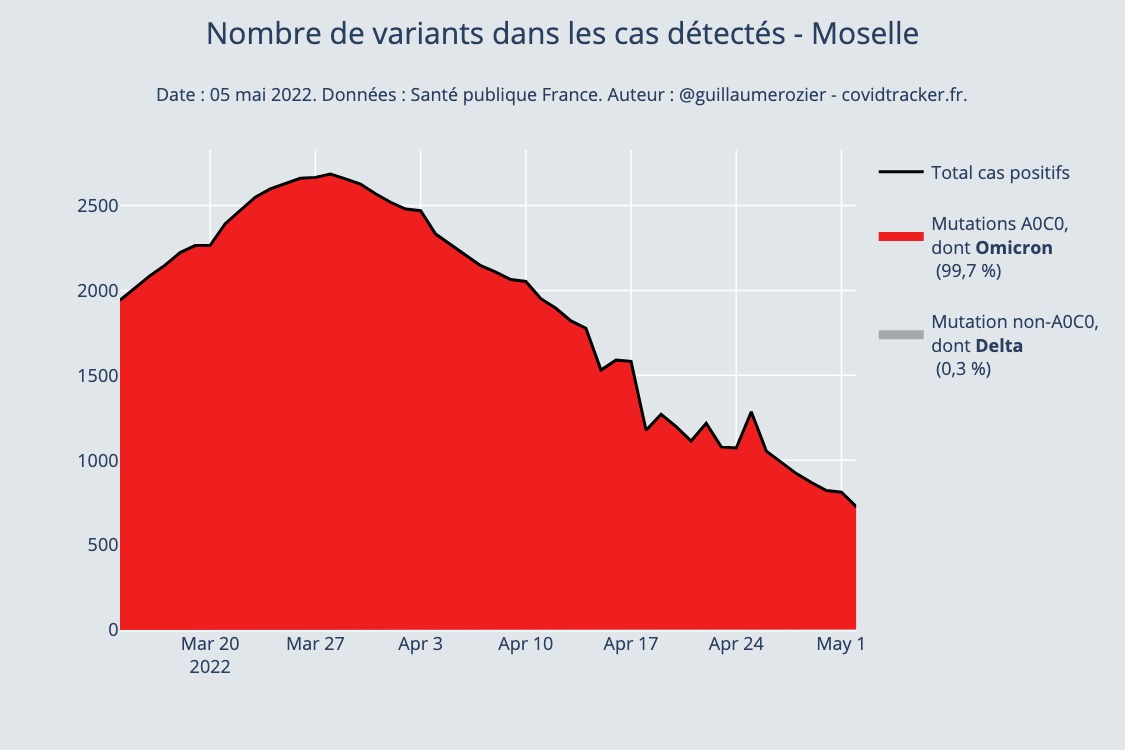 Nombre de variants dans les cas détectés - Moselle
Date : 05 mai 2022. Données : Santé publique France. Auteur : @guillaumerozier - covidtracker.fr.
Total cas positifs
Mutations A0C0,
dont Omicron
(99,7 %)
Mutation non-A0C0,
dont Delta
(0,3 %)
2500
2000
1500
1000
500
0
Mar 20
2022
Mar 27
Apr 3
Apr 10
Apr 17
Apr 24
May 1